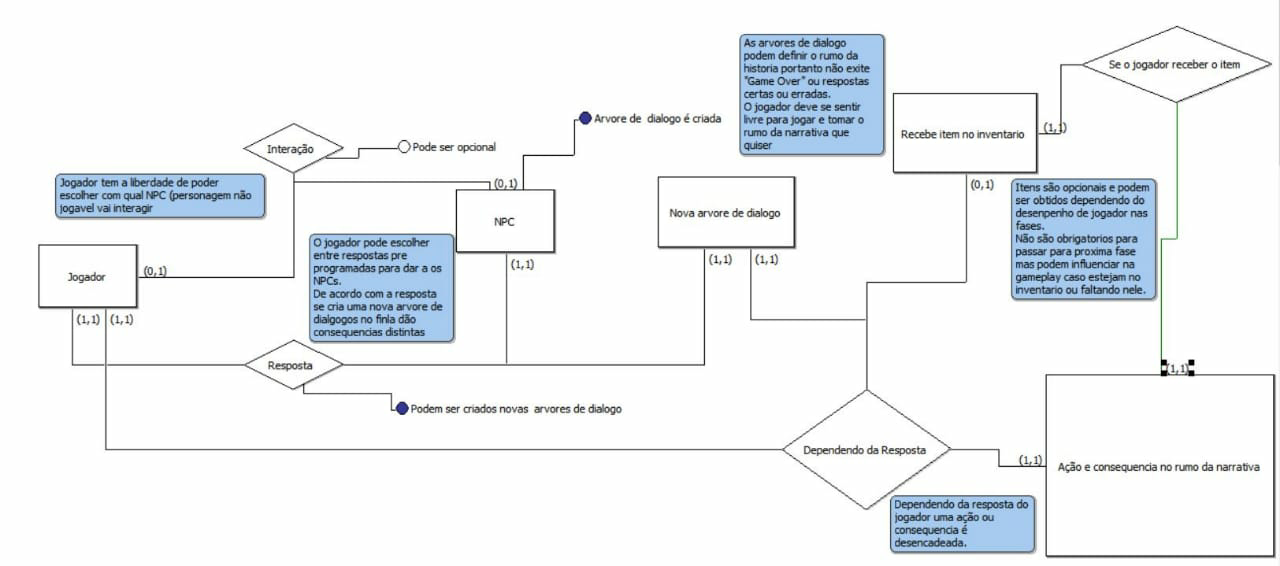 As arvores de dialogo
podem definir o rumo da
historia portanto não exite
"Game Over" ou respostas
certas ou erradas.
O jogador deve se sentir
livre para jogar e tomar o
rumo da narrativa que
quiser
Se o jogador receber o item
Recebe item no inventario
(1,1)
(0,1)
Arvore de dialogo é criada
Interação
Pode ser opcional
Jogador tem a liberdade de poder
escolher com qual NPC (personagem não
jogavel vai interagir
(0,1)
NPC
(1,1)
Nova arvore de dialogo
(1,1)
(1,1)
Itens são opcionais e podem
ser obtidos dependendo do
desenpenho de jogador nas
fases.
Não são obrigatorios para
passar para proxima fase
mas podem influenciar na
gameplay caso estejam no
inventario ou faltando nele.
O jogador pode escolher
entre respostas pre
programadas para dar a os
NPCs.
De acordo com a resposta
se cria uma nova arvore de
dialgogos no finla dão
consequencias distintas
Jogador
(0,1)
(1,1)
(1,1)
Resposta
Podem ser criados novas arvores de dialogo
(1,1)
Dependendo da Resposta
(1,1)
Ação e consequencia no rumo da narrativa
Dependendo da resposta do
jogador uma ação ou
consequencia é
desencadeada.